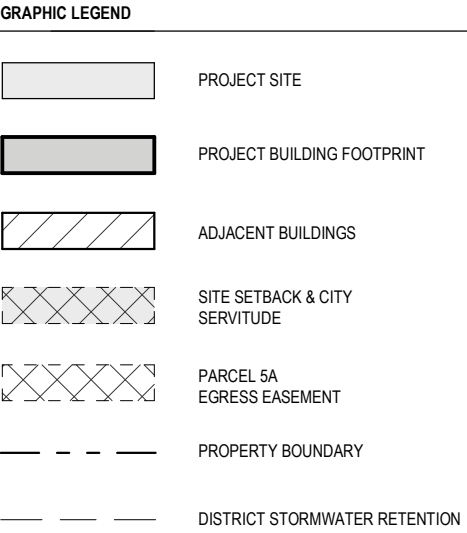 GRAPHIC LEGEND
PROJECT SITE
PROJECT BUILDING FOOTPRINT
ADJACENT BUILDINGS
SITE SETBACK & CITY
SERVITUDE
PARCEL 5A
EGRESS EASEMENT
PROPERTY BOUNDARY
DISTRICT STORMWATER RETENTION